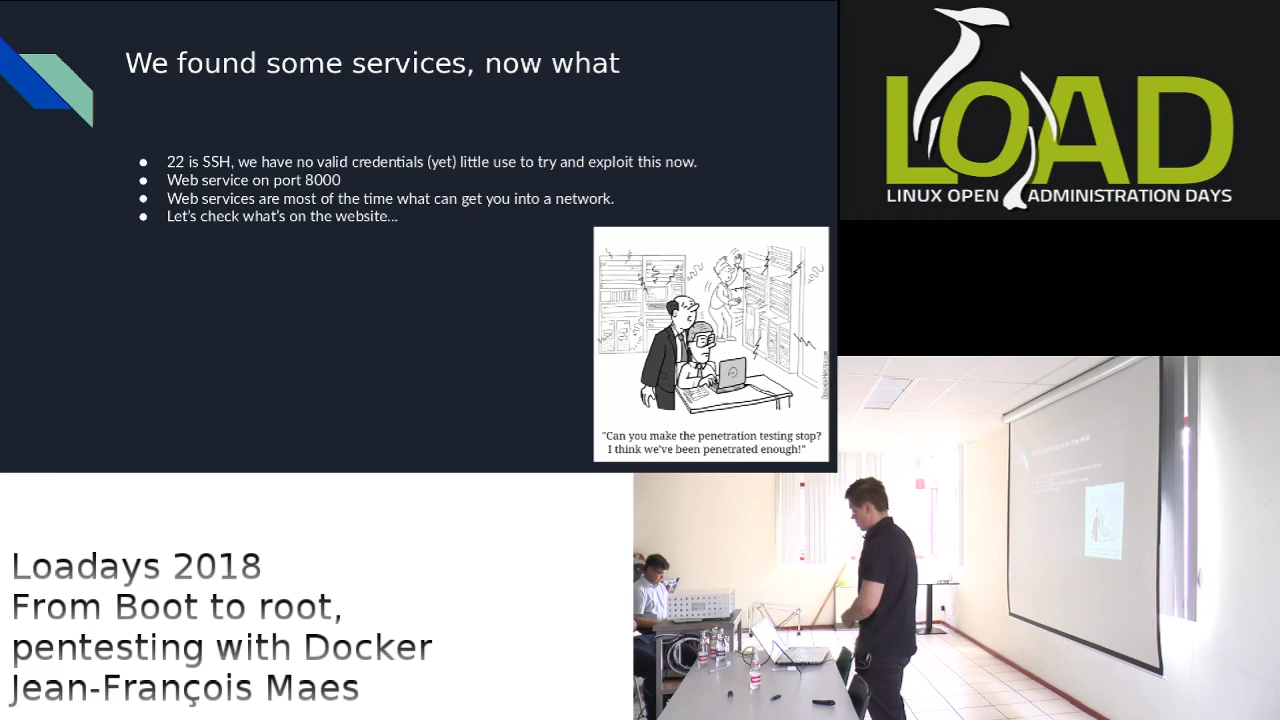 We found some services, now what
● 22 is SSH, we have no valid credentials (yet) little use to try and exploit this now.
● Web service on port 8000
● Web services are most of the time what can get you into a network.
● Let's check what's on the website...
"Can you make the penetration testing stop?
I think we've been penetrated enough!"
LOAD
LINUX OPEN ADMINISTRATION DAYS
Loadays 2018
From Boot to root,
pentesting with Docker
Jean-François Maes